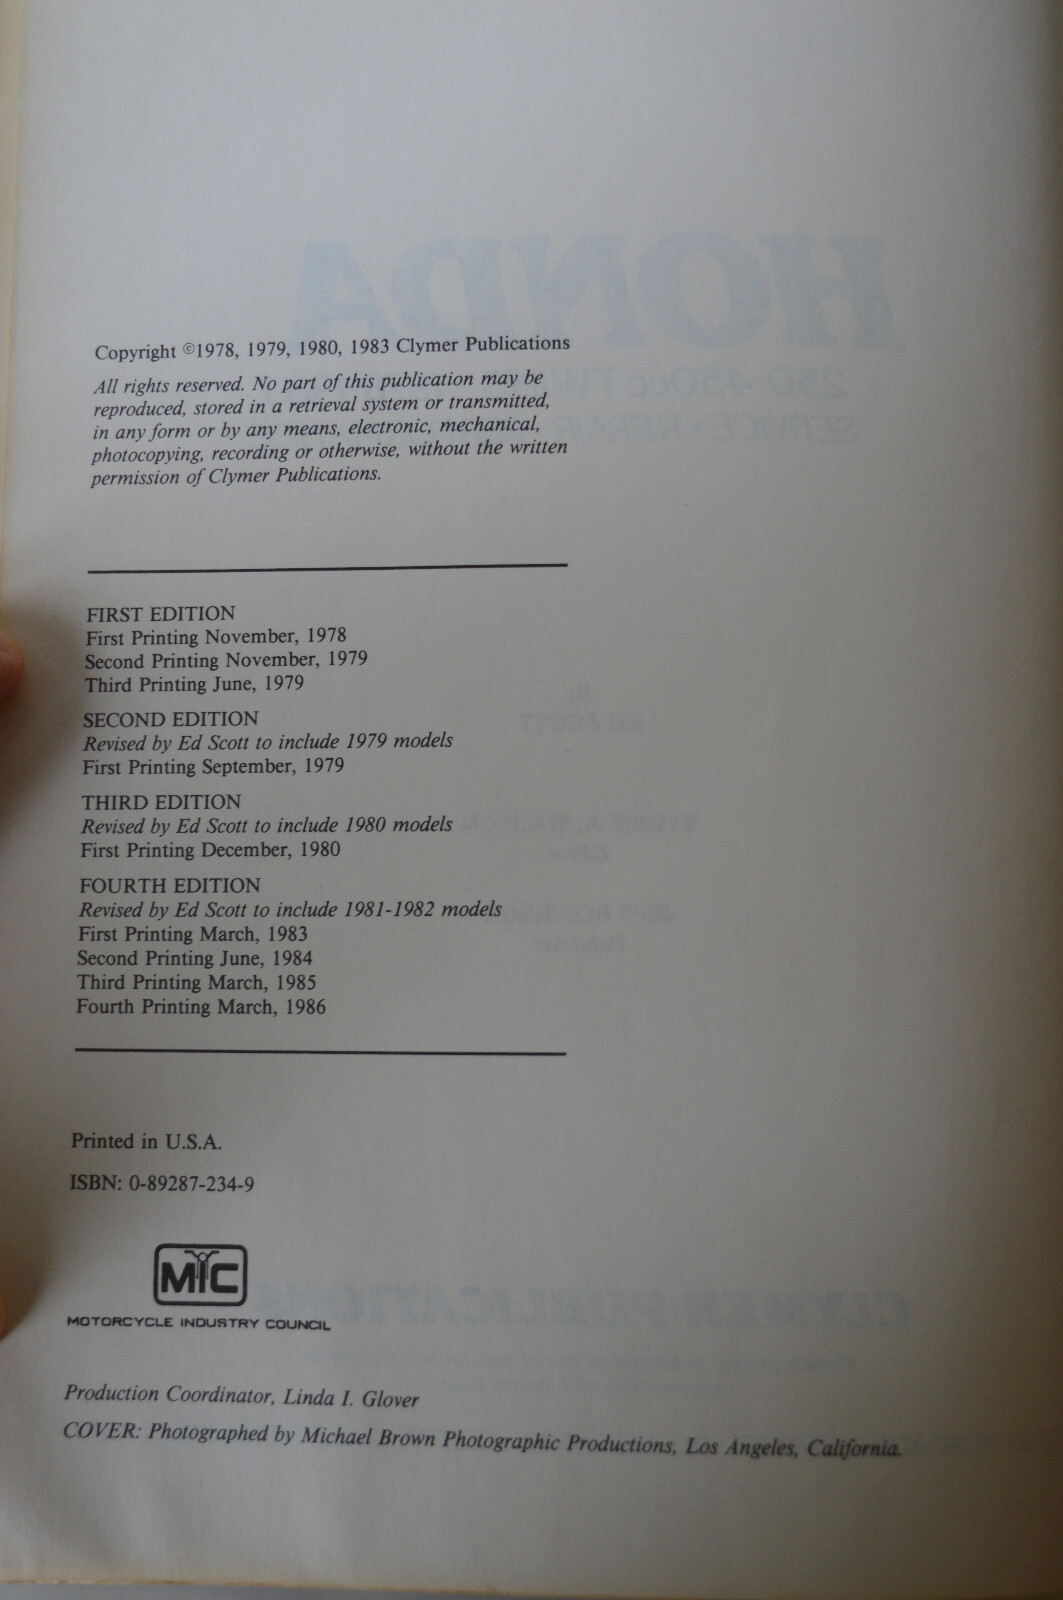 Copyright ©1978, 1979, 1980, 1983 Clymer Publications
All rights reserved. No part of this publication may be
reproduced, stored in a retrieval system or transmitted,
in any form or by any means, electronic, mechanical,
photocopying, recording or otherwise, without the written
permission of Clymer Publications.
FIRST EDITION
First Printing November, 1978
Second Printing November, 1979
Third Printing June, 1979
SECOND EDITION
Revised by Ed Scott to include 1979 models
First Printing September, 1979
THIRD EDITION
Revised by Ed Scott to include 1980 models
First Printing December, 1980
FOURTH EDITION
Revised by Ed Scott to include 1981-1982 models
First Printing March, 1983
Second Printing June, 1984
Third Printing March, 1985
Fourth Printing March, 1986
Printed in U.S.A.
ISBN: 0-89287-234-9
MIC
MOTORCYCLE INDUSTRY COUNCIL
Production Coordinator, Linda I. Glover
COVER: Photographed by Michael Brown Photographic Productions, Los Angeles, California.